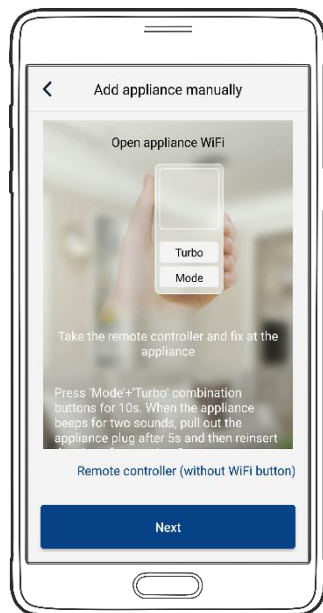 Add appliance manually
Open appliance WiFi
Turbo
Mode
Take the remote controller and fix at the
appliance
Press 'Mode'+'Turbo' combination
buttons for 10s. When the appliance
beeps for two sounds, pull out the
appliance plug after 5s and then reinsert
Remote controller (without WiFi button)
Next